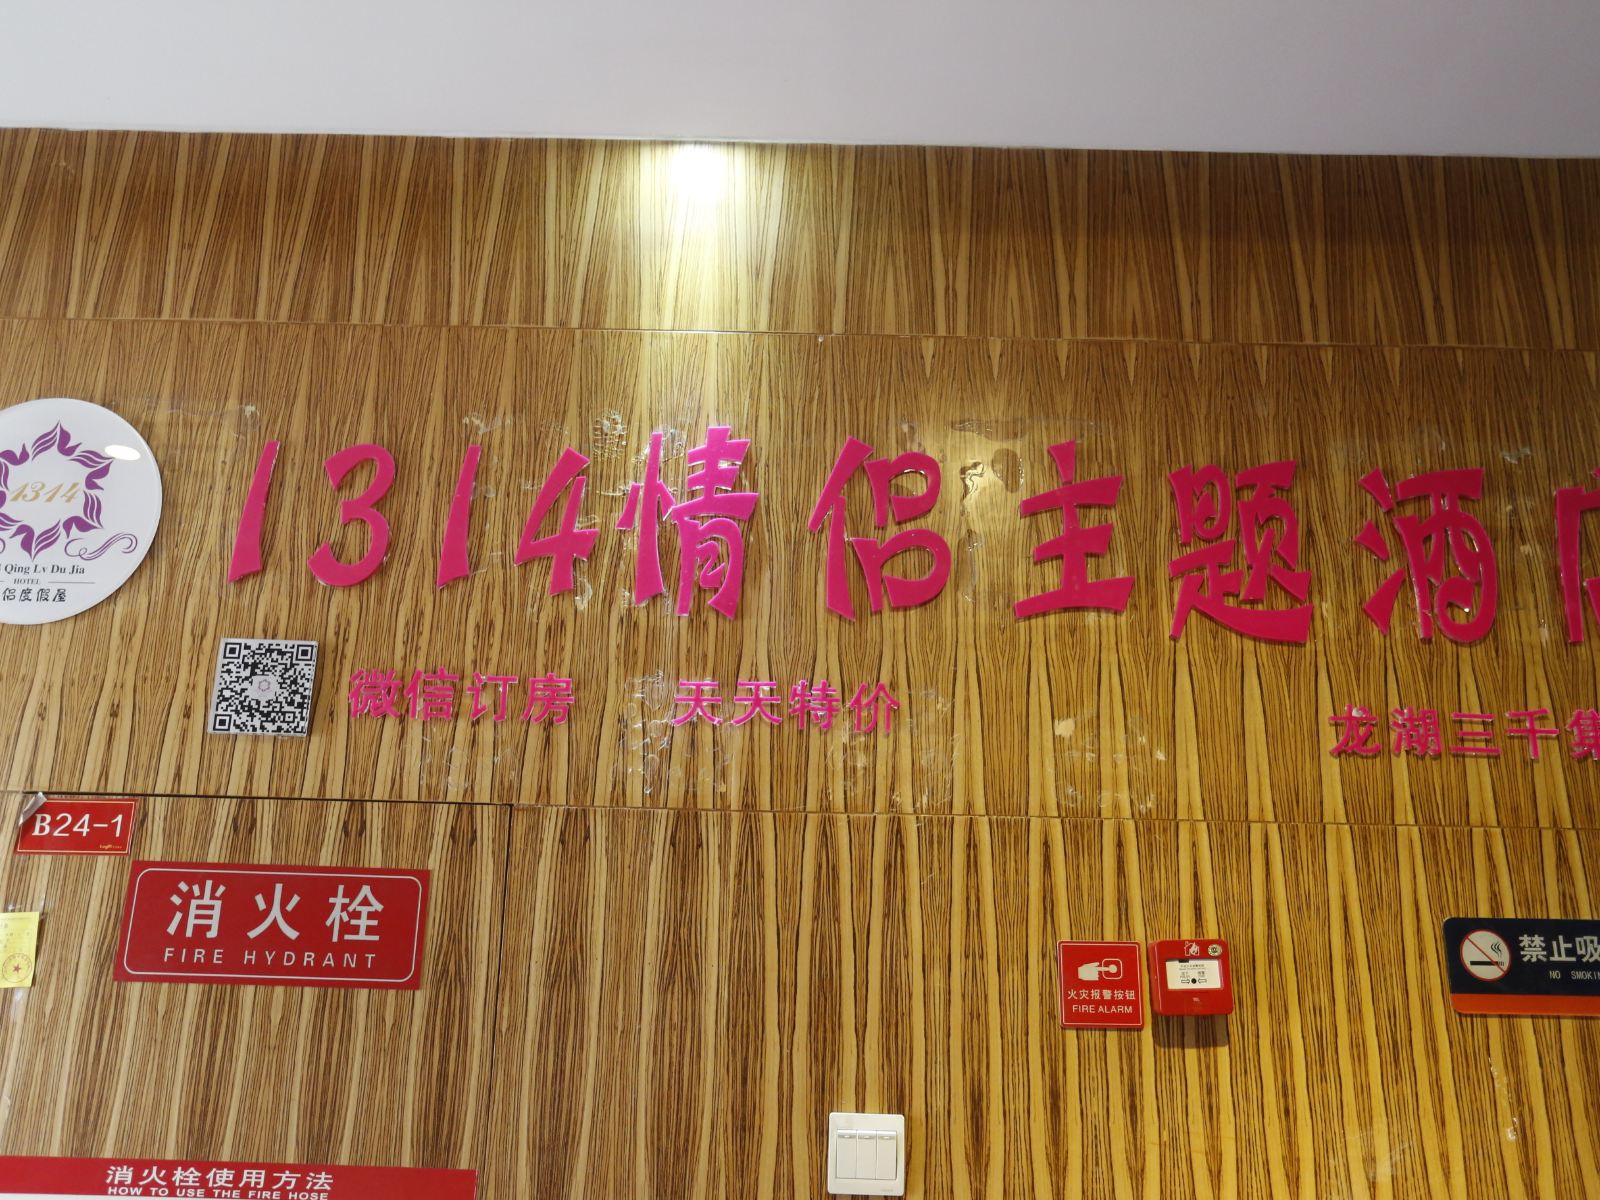 1314情侣主题酒
1314
Qing Lv Du Jia
HOTEL
侣度假屋
微信订房 天天特价
龙湖三千集
B24-1
消火栓
FIRE HYDRANT
火灾报警按钮
FIRE ALARM
禁止吸
NO SMOKIN
消火栓使用方法
HOW TO USE THE FIRE HOSE